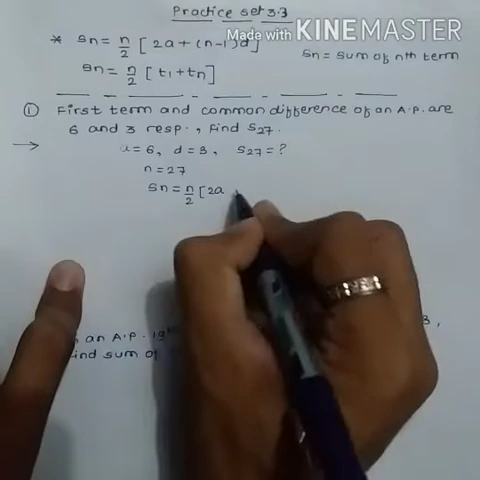 Practice set 3.3
Made with KINEMASTER
* Sn = n/2 [2a + (n-1)d]
Sn = sum of nth term
Sn = n/2 [t₁ + tn]
① First term and common difference of an A.P. are
6 and 3 resp., find S₂₇.
→ a = 6, d = 3, S₂₇ = ?
n = 27
Sn = n/2 [2a
an A.P. 19
3,
find sum of